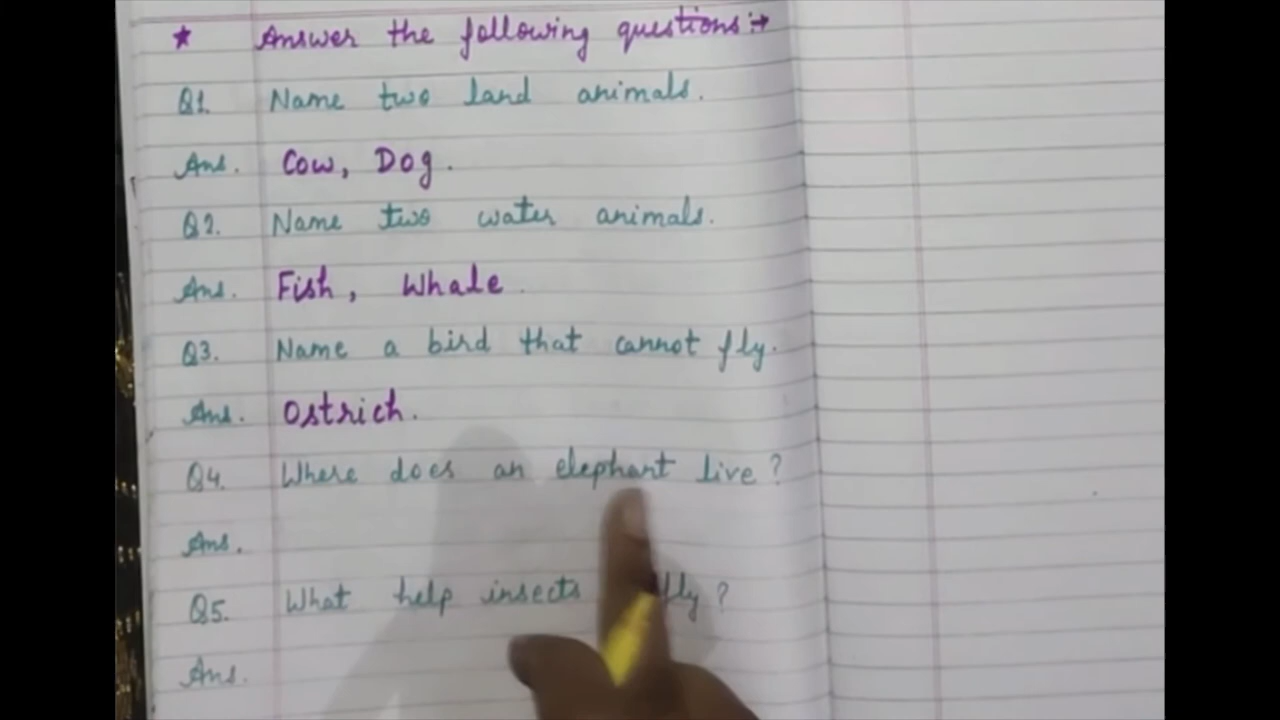 ★ Answer the following questions:→
Q1. Name two land animals.
Ans. Cow, Dog.
Q2. Name two water animals.
Ans. Fish, Whale.
Q3. Name a bird that cannot fly.
Ans. Ostrich.
Q4. Where does an elephant live?
Ans.
Q5. What help insects fly?
Ans.